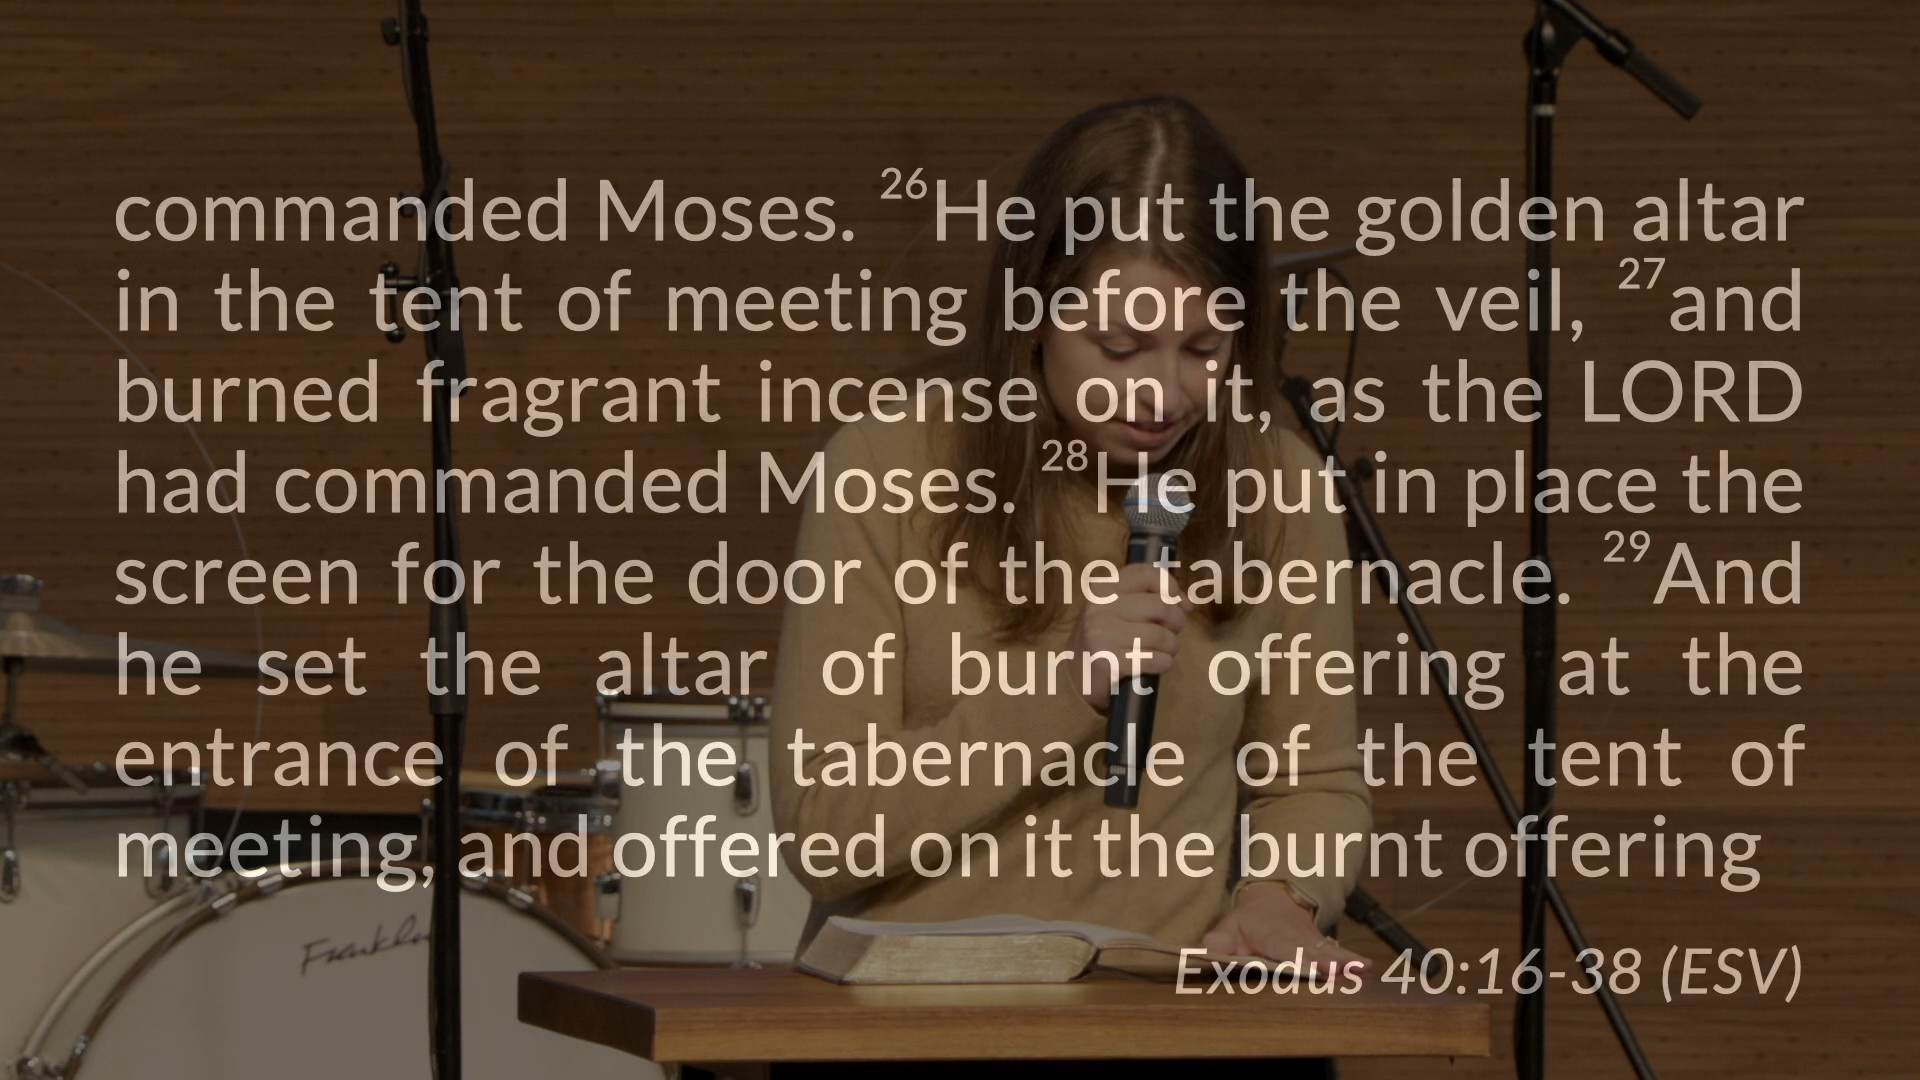 commanded Moses. ²⁶He put the golden altar
in the tent of meeting before the veil, ²⁷and
burned fragrant incense on it, as the LORD
had commanded Moses. ²⁸He put in place the
screen for the door of the tabernacle. ²⁹And
he set the altar of burnt offering at the
entrance of the tabernacle of the tent of
meeting, and offered on it the burnt offering
Franklin
Exodus 40:16-38 (ESV)